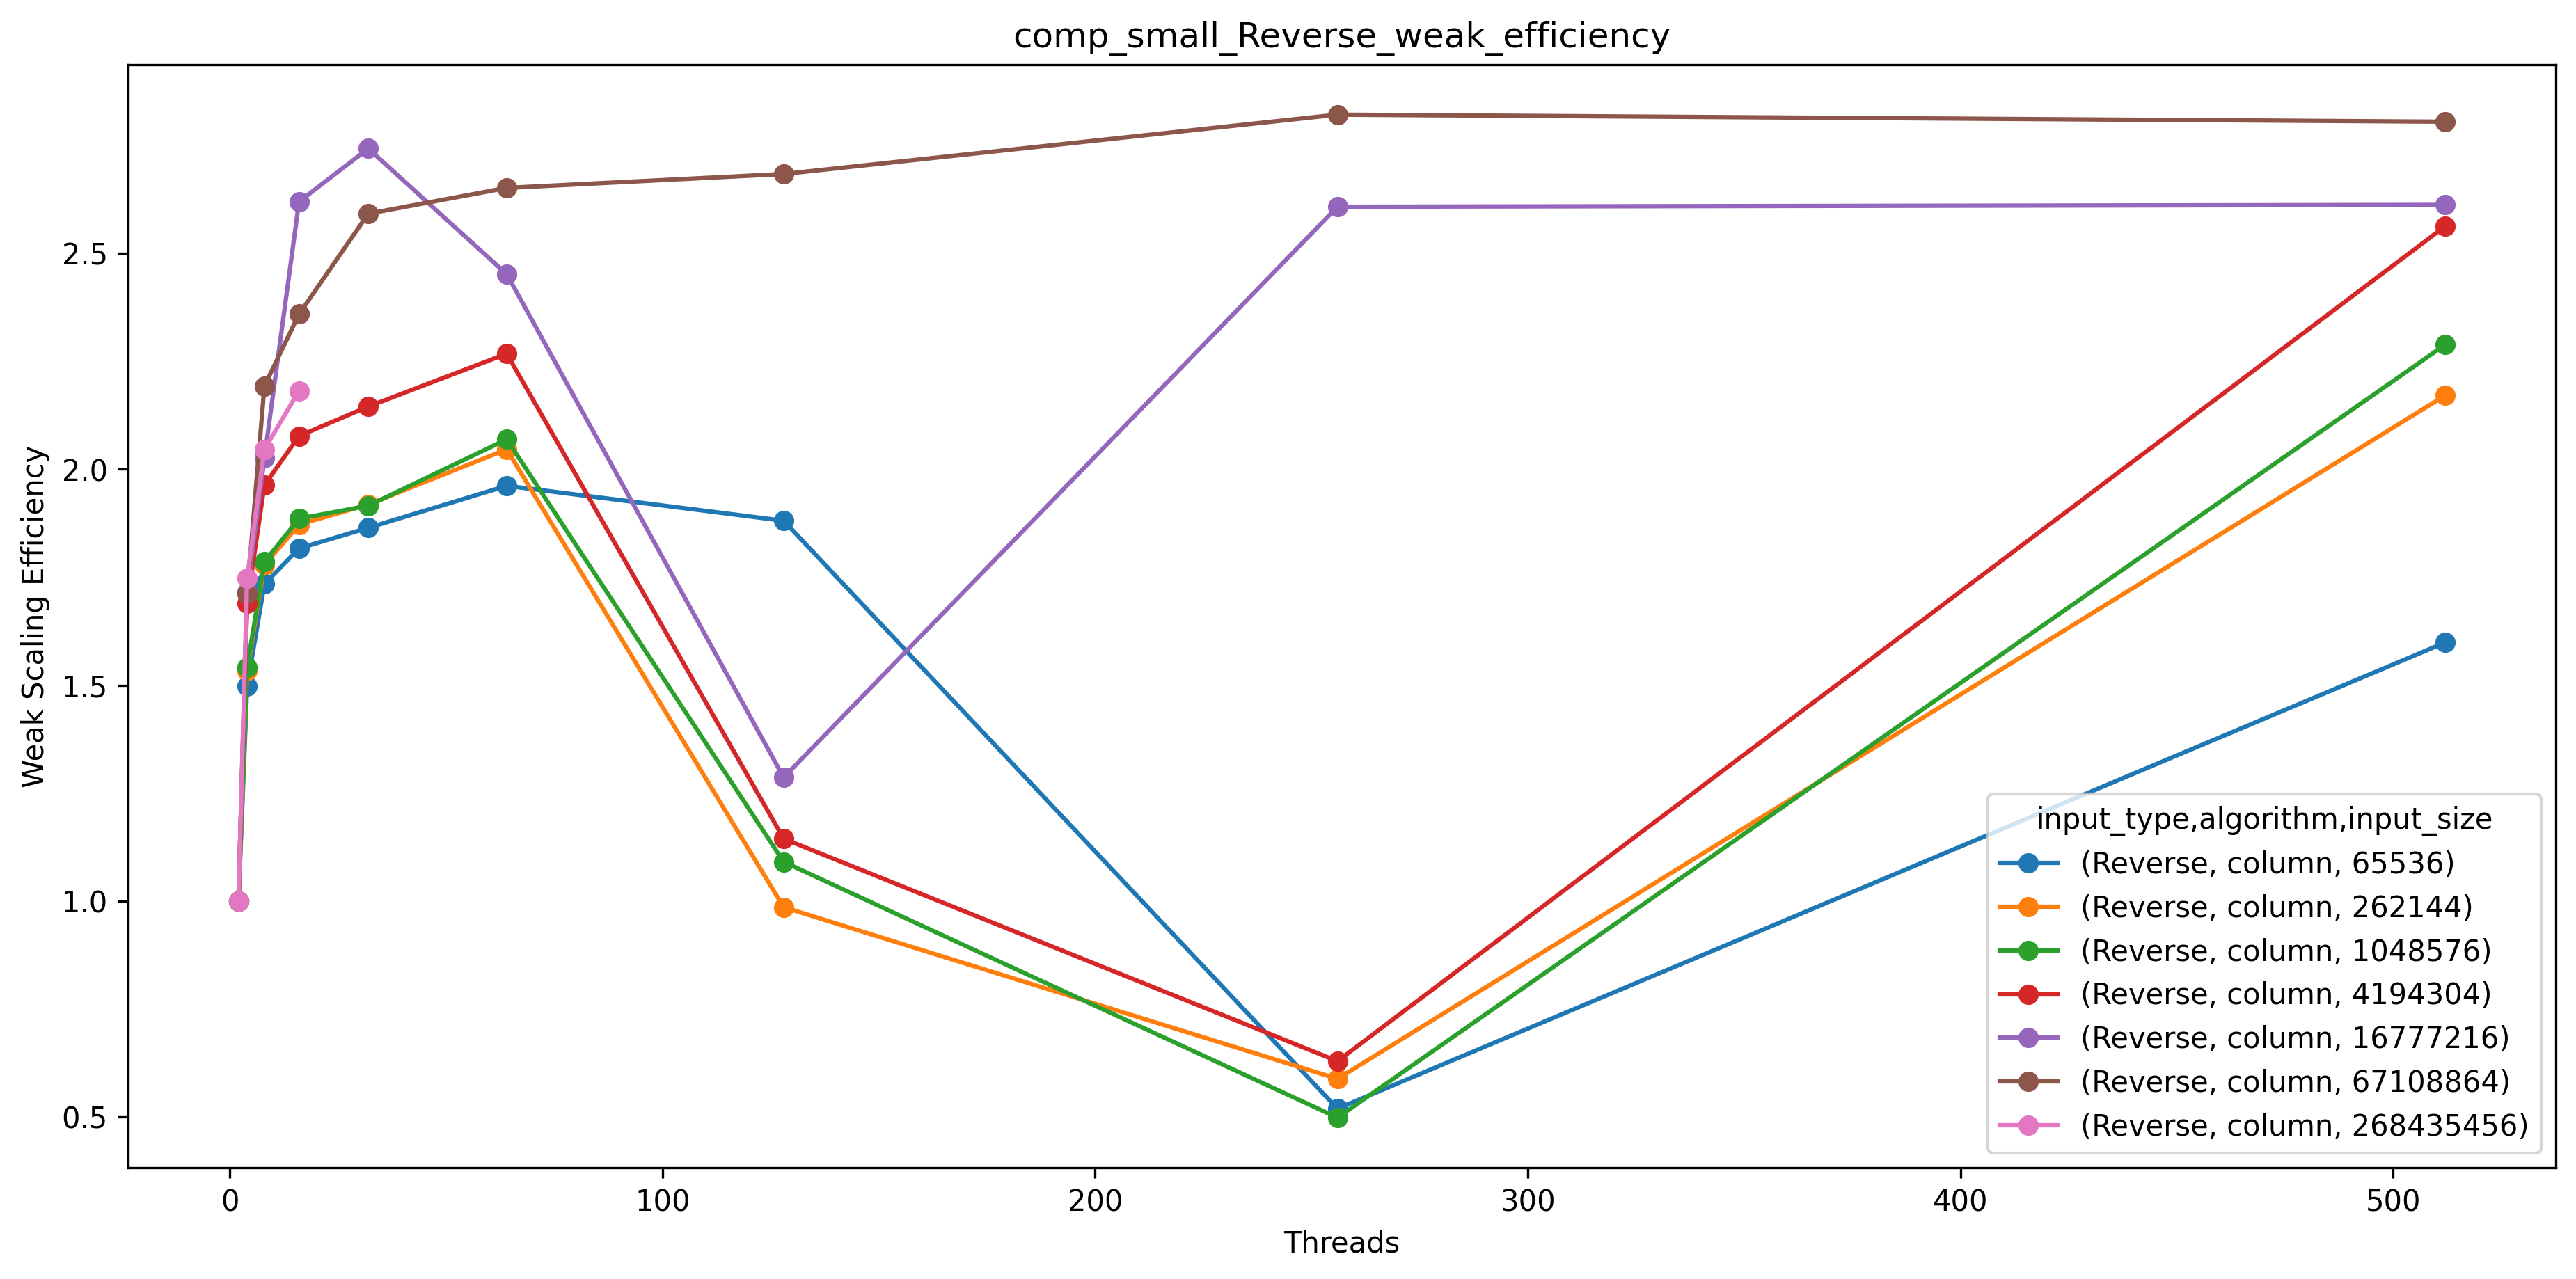 comp_small_Reverse_weak_efficiency
Weak Scaling Efficiency
2.5
2.0
1.5
1.0
0.5
0
100
200
300
400
500
Threads
input_type,algorithm,input_size
(Reverse, column, 65536)
(Reverse, column, 262144)
(Reverse, column, 1048576)
(Reverse, column, 4194304)
(Reverse, column, 16777216)
(Reverse, column, 67108864)
(Reverse, column, 268435456)